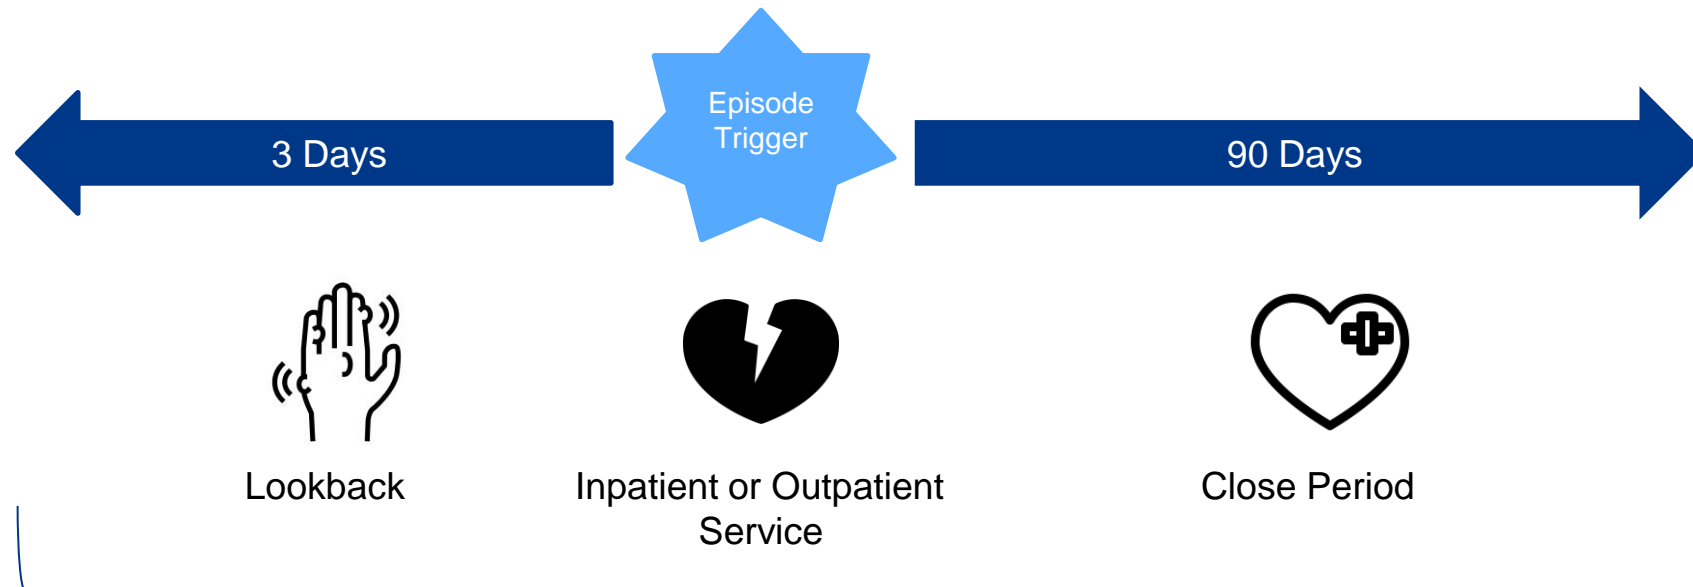 Episode
Trigger
3 Days
90 Days
Lookback
Inpatient or Outpatient
Service
Close Period